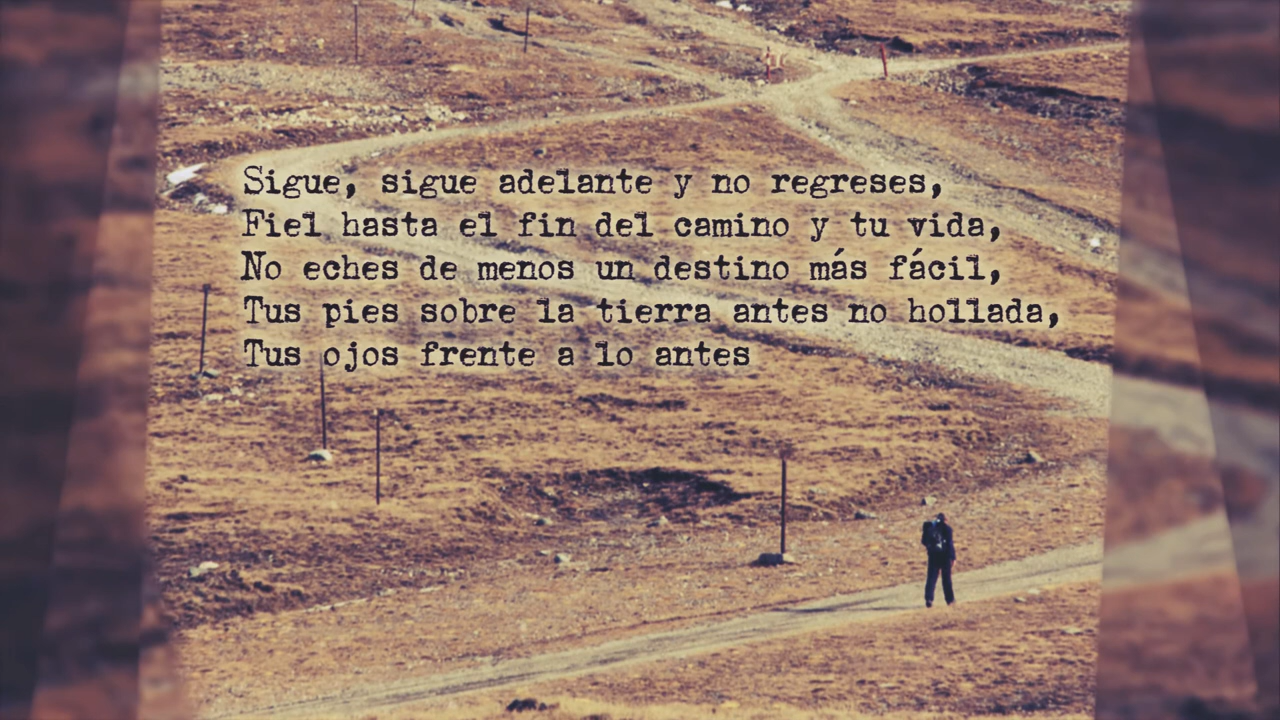 Sigue, sigue adelante y no regreses,
Fiel hasta el fin del camino y tu vida,
No eches de menos un destino más fácil,
Tus pies sobre la tierra antes no hollada,
Tus ojos frente a lo antes